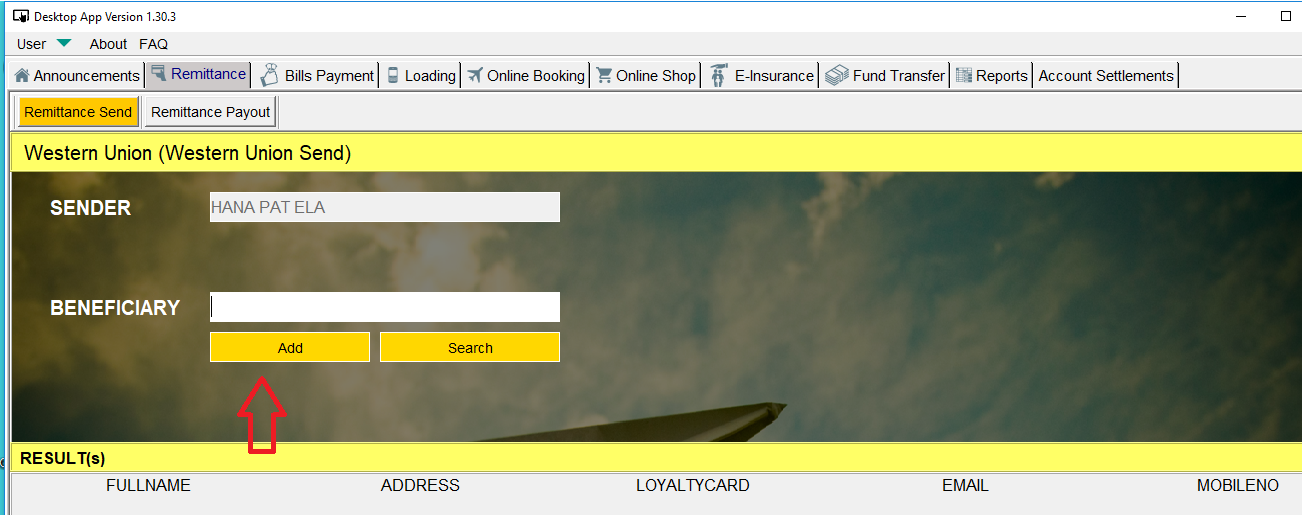 Desktop App Version 1.30.3
User About FAQ
Announcements Remittance Bills Payment Loading Online Booking Online Shop E-Insurance Fund Transfer Reports Account Settlements
Remittance Send Remittance Payout
Western Union (Western Union Send)
SENDER HANA PAT ELA
BENEFICIARY
Add Search
RESULT(s)
FULLNAME ADDRESS LOYALTYCARD EMAIL MOBILENO